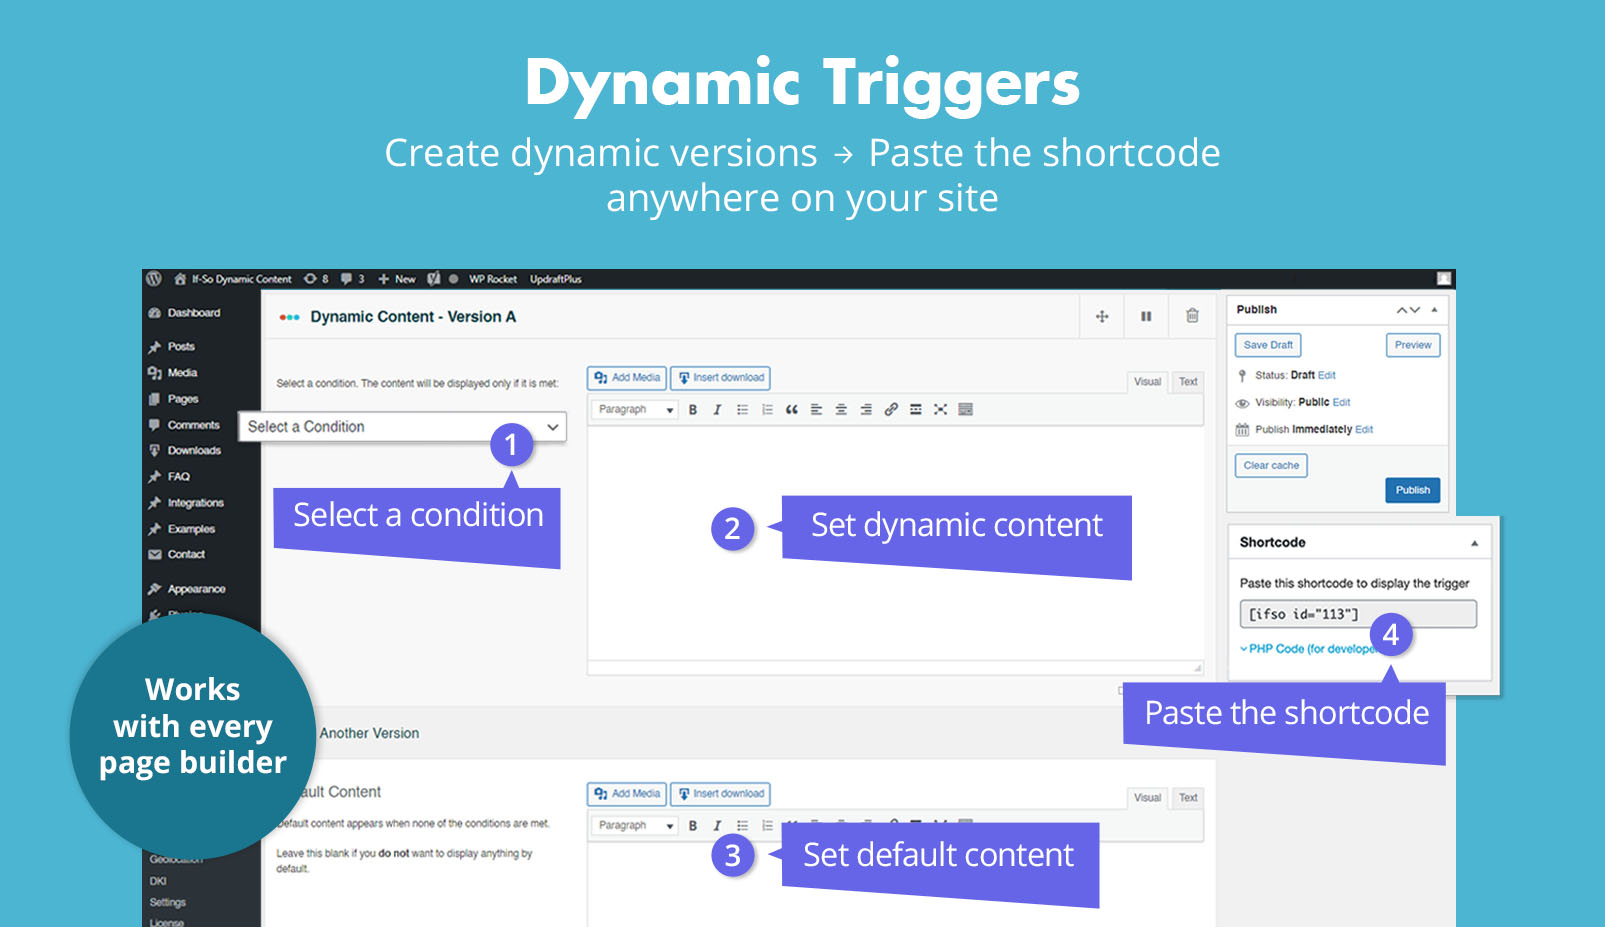 Dynamic Triggers
Create dynamic versions → Paste the shortcode
anywhere on your site
If-So Dynamic Content 8 3 + New WP Rocket UpdraftPlus
Dashboard
Posts
Media
Pages
Comments
Downloads
FAQ
Integrations
Examples
Contact
Appearance
Works
with every
page builder
Geolocation
DKI
Settings
License
Dynamic Content - Version A
Select a condition. The content will be displayed only if it is met:
Select a Condition
1
Select a condition
Add Media Insert download
Visual Text
Paragraph B I
2
Set dynamic content
Another Version
Default content appears when none of the conditions are met.
Leave this blank if you do not want to display anything by
default.
Add Media Insert download
Visual Text
Paragraph B I
3
Set default content
Publish
Save Draft Preview
Status: Draft Edit
Visibility: Public Edit
Publish Immediately Edit
Clear cache
Publish
Shortcode
Paste this shortcode to display the trigger
[ifso id="113"]
PHP Code (for
4
Paste the shortcode